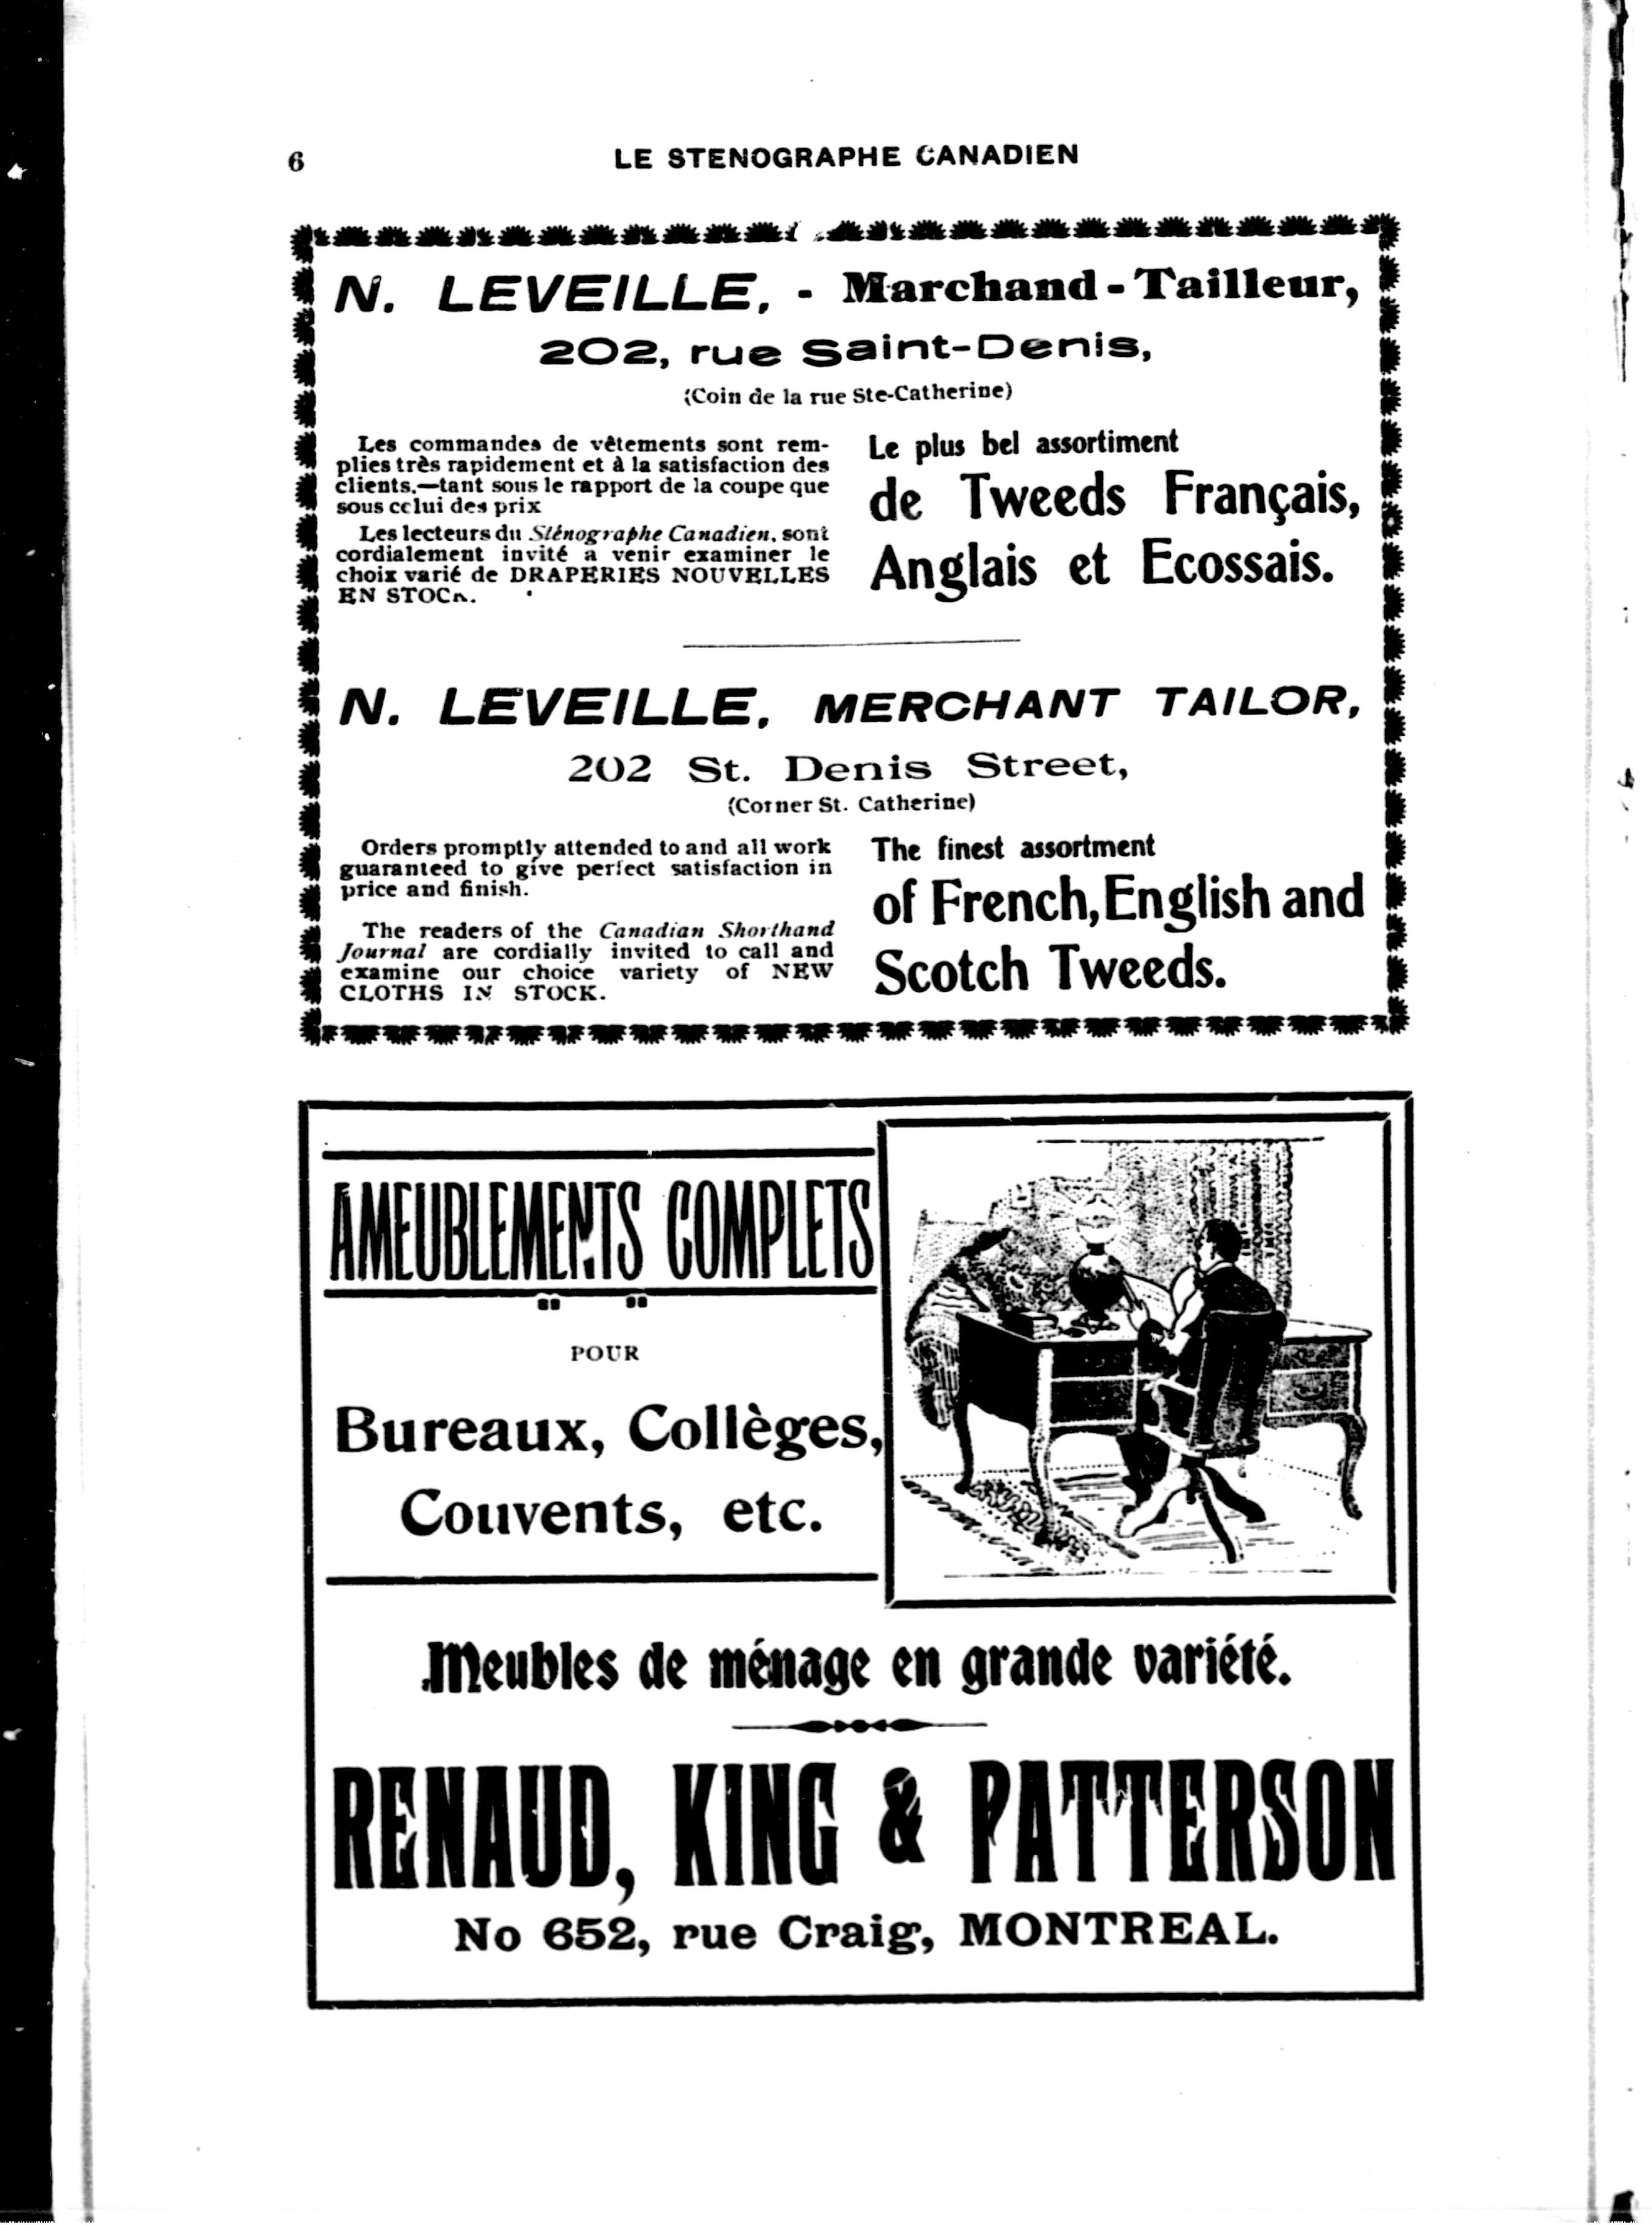 6
LE STENOGRAPHE CANADIEN
N. LEVEILLE, - Marchand-Tailleur,
202, rue Saint-Denis,
(Coin de la rue Ste-Catherine)
Les commandes de vêtements sont rem-
plies très rapidement et à la satisfaction des
clients,—tant sous le rapport de la coupe que
sous celui des prix
Les lecteurs du Sténographe Canadien, sont
cordialement invité a venir examiner le
choix varié de DRAPERIES NOUVELLES
EN STOCK.
Le plus bel assortiment
de Tweeds Français,
Anglais et Ecossais.
N. LEVEILLE, MERCHANT TAILOR,
202 St. Denis Street,
(Corner St. Catherine)
Orders promptly attended to and all work
guaranteed to give perfect satisfaction in
price and finish.
The readers of the Canadian Shorthand
Journal are cordially invited to call and
examine our choice variety of NEW
CLOTHS IN STOCK.
The finest assortment
of French, English and
Scotch Tweeds.
AMEUBLEMENTS COMPLETS
POUR
Bureaux, Collèges,
Couvents, etc.
Meubles de ménage en grande variété.
RENAUD, KING & PATTERSON
No 652, rue Craig, MONTREAL.